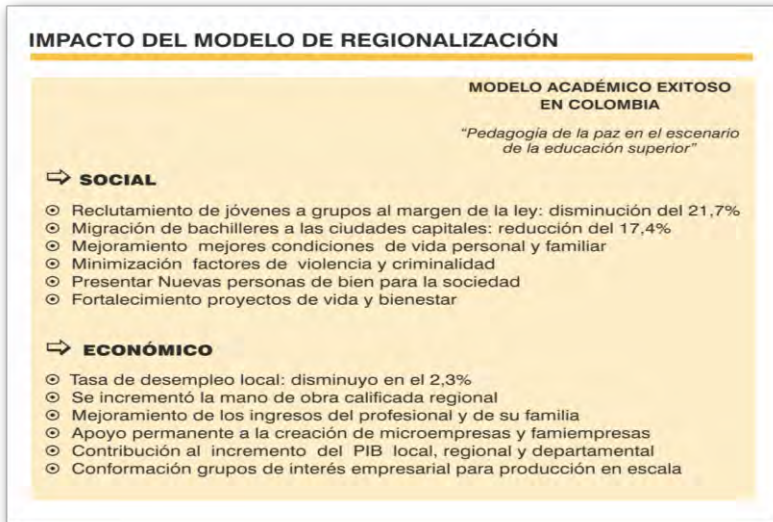 IMPACTO DEL MODELO DE REGIONALIZACIÓN
MODELO ACADÉMICO EXITOSO
EN COLOMBIA
"Pedagogía de la paz en el escenario
de la educación superior"
⇨ SOCIAL
⊙ Reclutamiento de jóvenes a grupos al margen de la ley: disminución del 21,7%
⊙ Migración de bachilleres a las ciudades capitales: reducción del 17,4%
⊙ Mejoramiento mejores condiciones de vida personal y familiar
⊙ Minimización factores de violencia y criminalidad
⊙ Presentar Nuevas personas de bien para la sociedad
⊙ Fortalecimiento proyectos de vida y bienestar
⇨ ECONÓMICO
⊙ Tasa de desempleo local: disminuyo en el 2,3%
⊙ Se incrementó la mano de obra calificada regional
⊙ Mejoramiento de los ingresos del profesional y de su familia
⊙ Apoyo permanente a la creación de microempresas y famiempresas
⊙ Contribución al incremento del PIB local, regional y departamental
⊙ Conformación grupos de interés empresarial para producción en escala